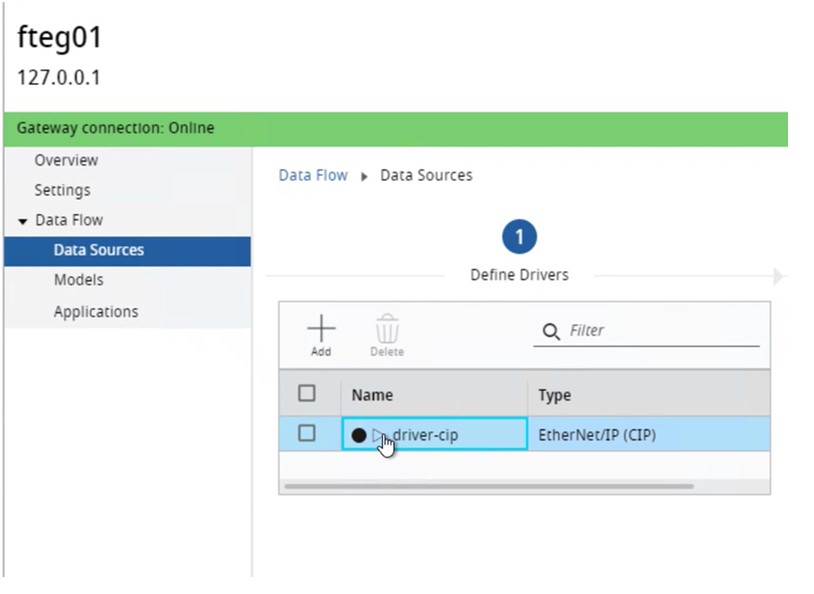 fteg01
127.0.0.1
Gateway connection: Online
Overview
Settings
Data Flow
Data Sources
Models
Applications
Data Flow Data Sources
1
Define Drivers
Add
Delete
Filter
Name Type
driver-cip EtherNet/IP (CIP)